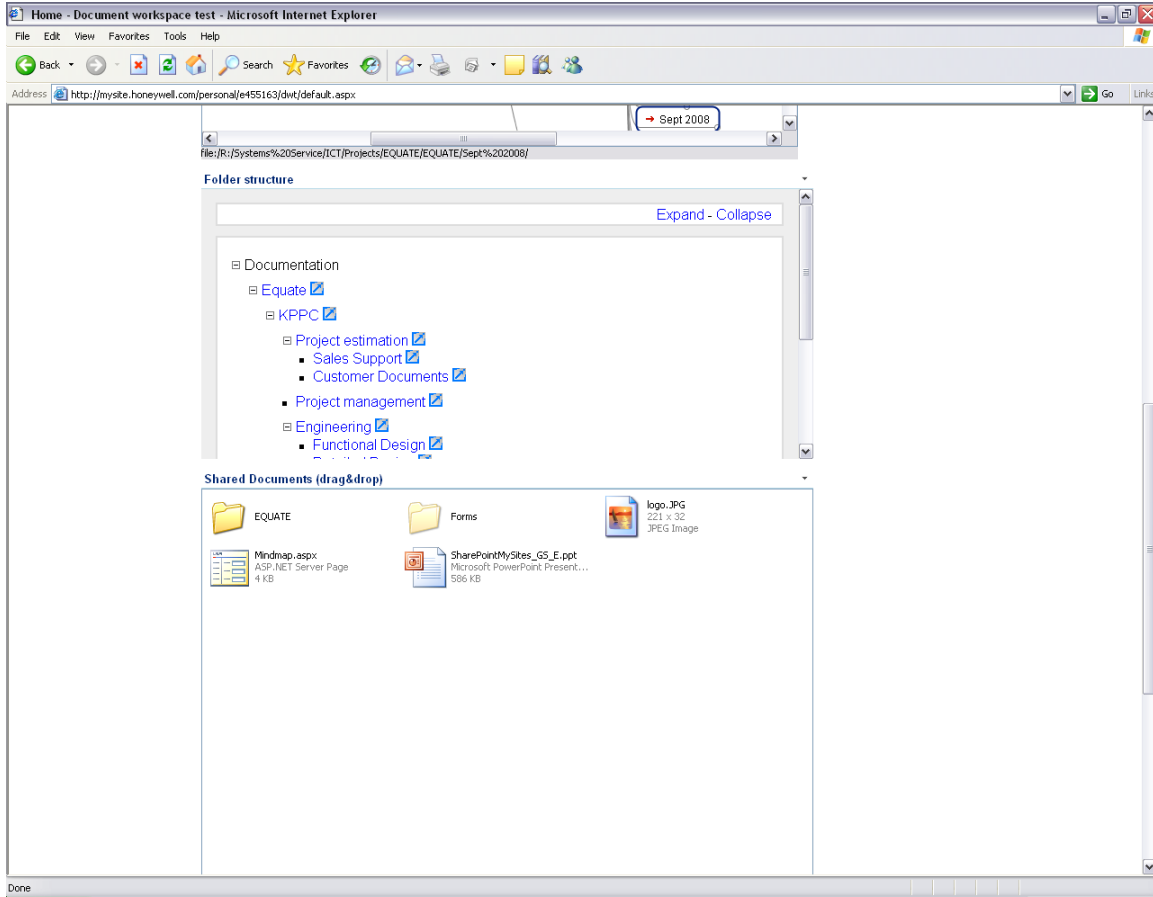 Home - Document workspace test - Microsoft Internet Explorer
File Edit View Favorites Tools Help
Back Search Favorites
Address http://mysite.honeywell.com/personal/e455163/dwt/default.aspx Go Links
Sept 2008
file:/R:/Systems%20Service/ICT/Projects/EQUATE/EQUATE/Sept%202008/
Folder structure
Expand - Collapse
Documentation
Equate
KPPC
Project estimation
Sales Support
Customer Documents
Project management
Engineering
Functional Design
Shared Documents (drag&drop)
EQUATE
Forms
logo.JPG
221 x 32
JPEG Image
Mindmap.aspx
ASP.NET Server Page
4 KB
SharePointMySites_GS_E.ppt
Microsoft PowerPoint Present...
586 KB
Done